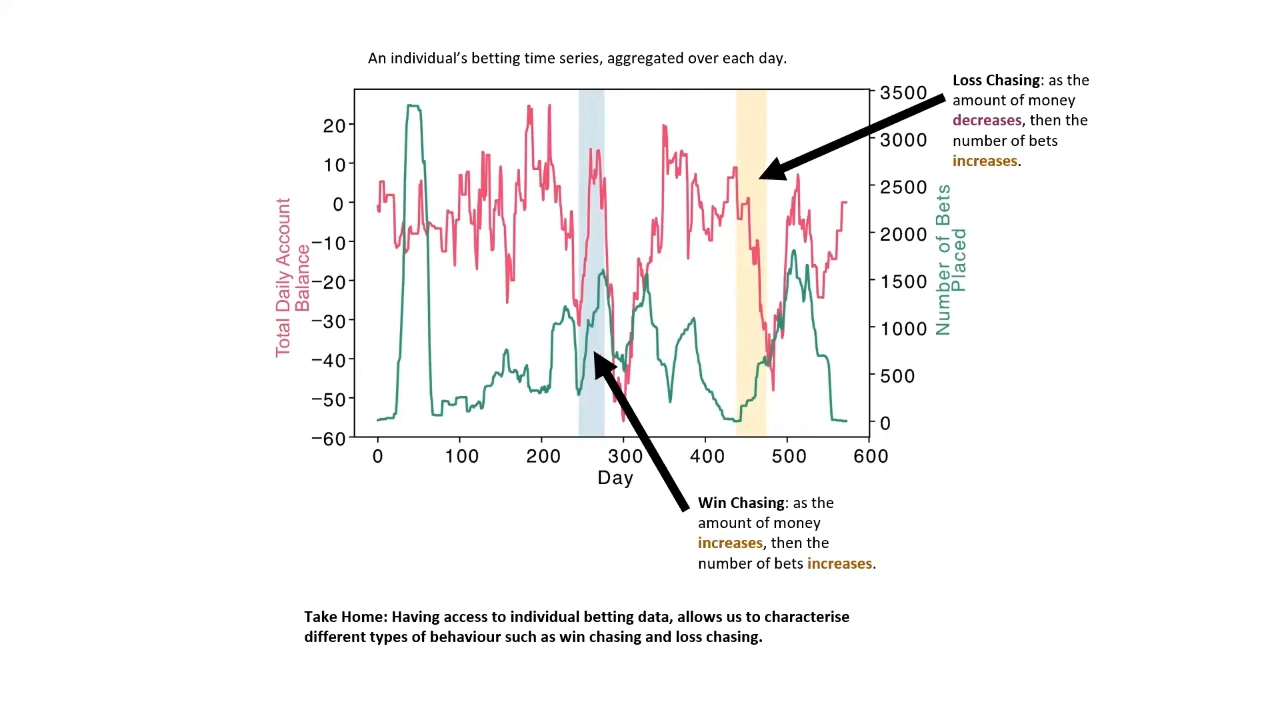 An individual's betting time series, aggregated over each day.
Loss Chasing: as the
amount of money
decreases, then the
number of bets
increases.
20
10
0
−10
−20
−30
−40
−50
−60
Total Daily Account
Balance
3500
3000
2500
2000
1500
1000
500
0
Number of Bets
Placed
0 100 200 300 400 500 600
Day
Win Chasing: as the
amount of money
increases, then the
number of bets increases.
Take Home: Having access to individual betting data, allows us to characterise
different types of behaviour such as win chasing and loss chasing.